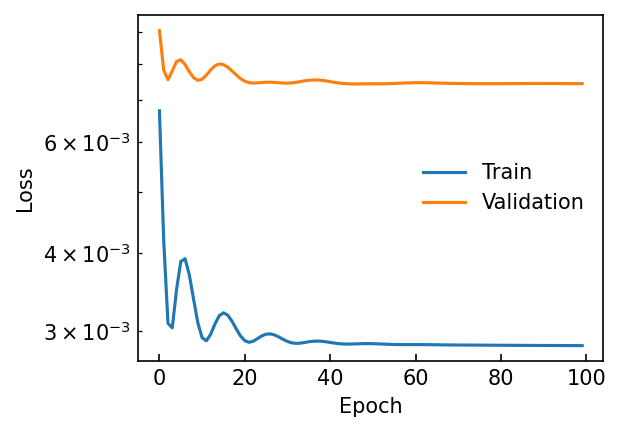 Loss
6 × 10⁻³
4 × 10⁻³
3 × 10⁻³
Train
Validation
0 20 40 60 80 100
Epoch